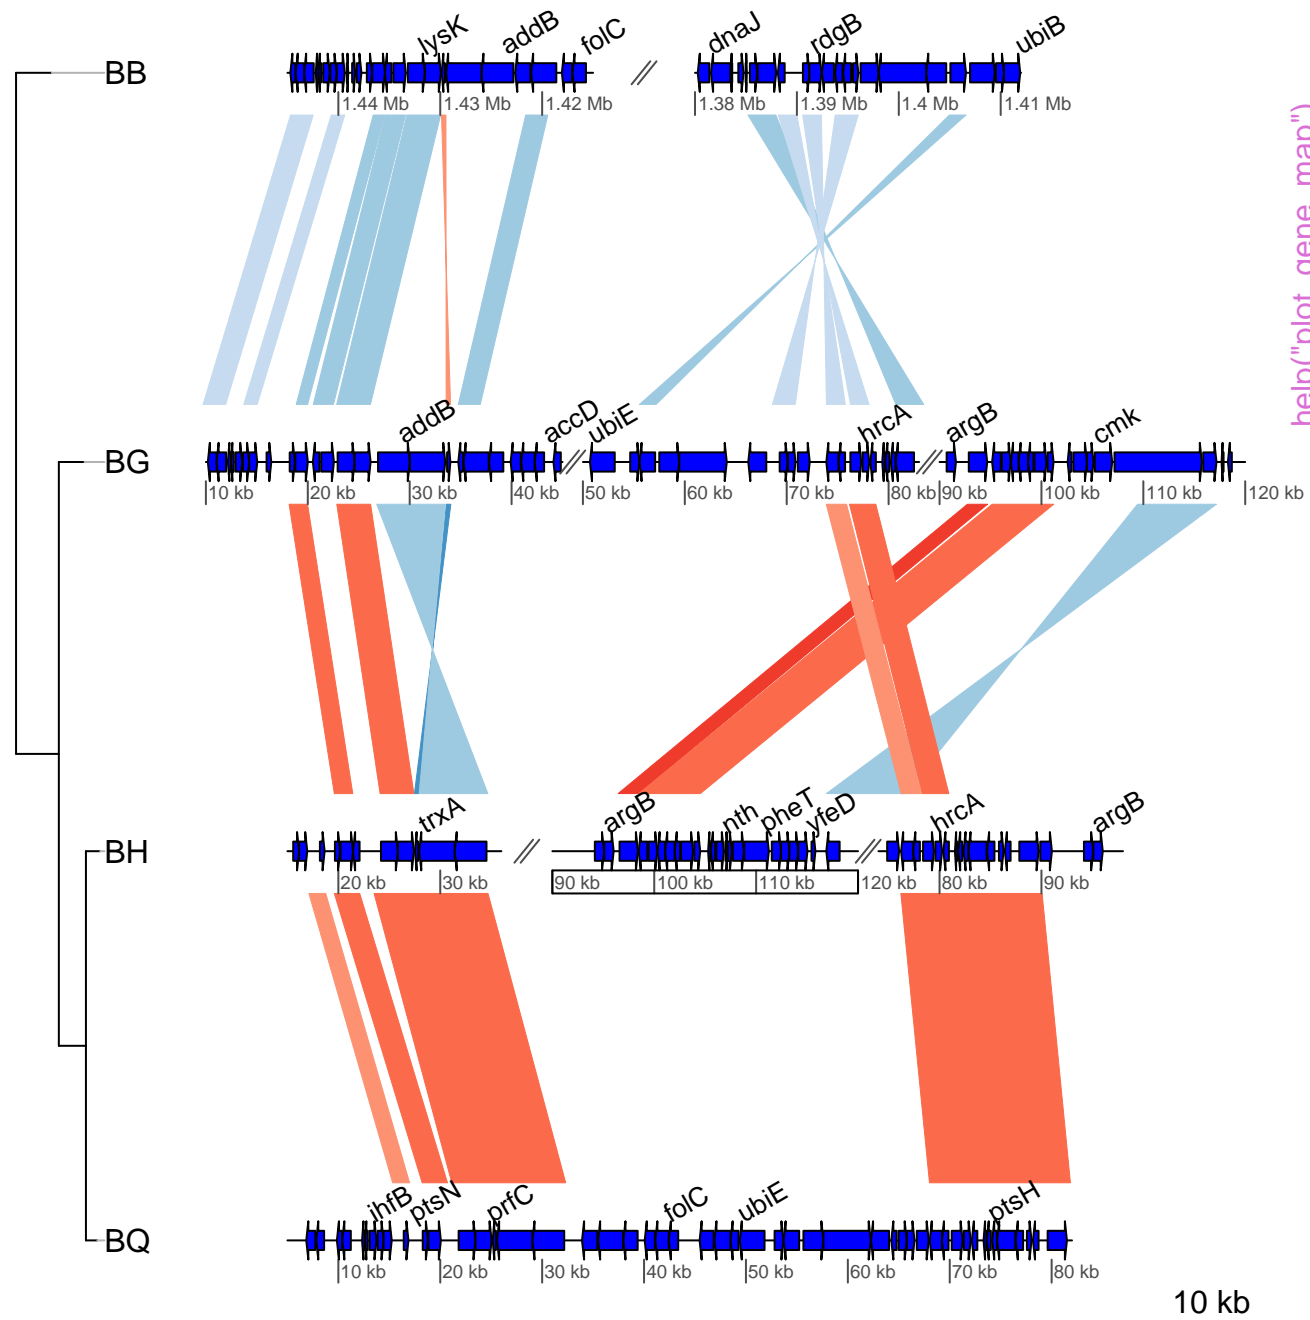 lysK addB folC dnaJ rdgB ubiB
BB
1.44 Mb 1.43 Mb 1.42 Mb 1.38 Mb 1.39 Mb 1.4 Mb 1.41 Mb
help("plot_gene_map")
addB accD ubiE hrcA argB cmk
BG
10 kb 20 kb 30 kb 40 kb 50 kb 60 kb 70 kb 80 kb 90 kb 100 kb 110 kb 120 kb
trxA argB nth pheT yfeD hrcA argB
BH
20 kb 30 kb 90 kb 100 kb 110 kb 120 kb 80 kb 90 kb
ihfB ptsN prfC folC ubiE ptsH
BQ
10 kb 20 kb 30 kb 40 kb 50 kb 60 kb 70 kb 80 kb
10 kb